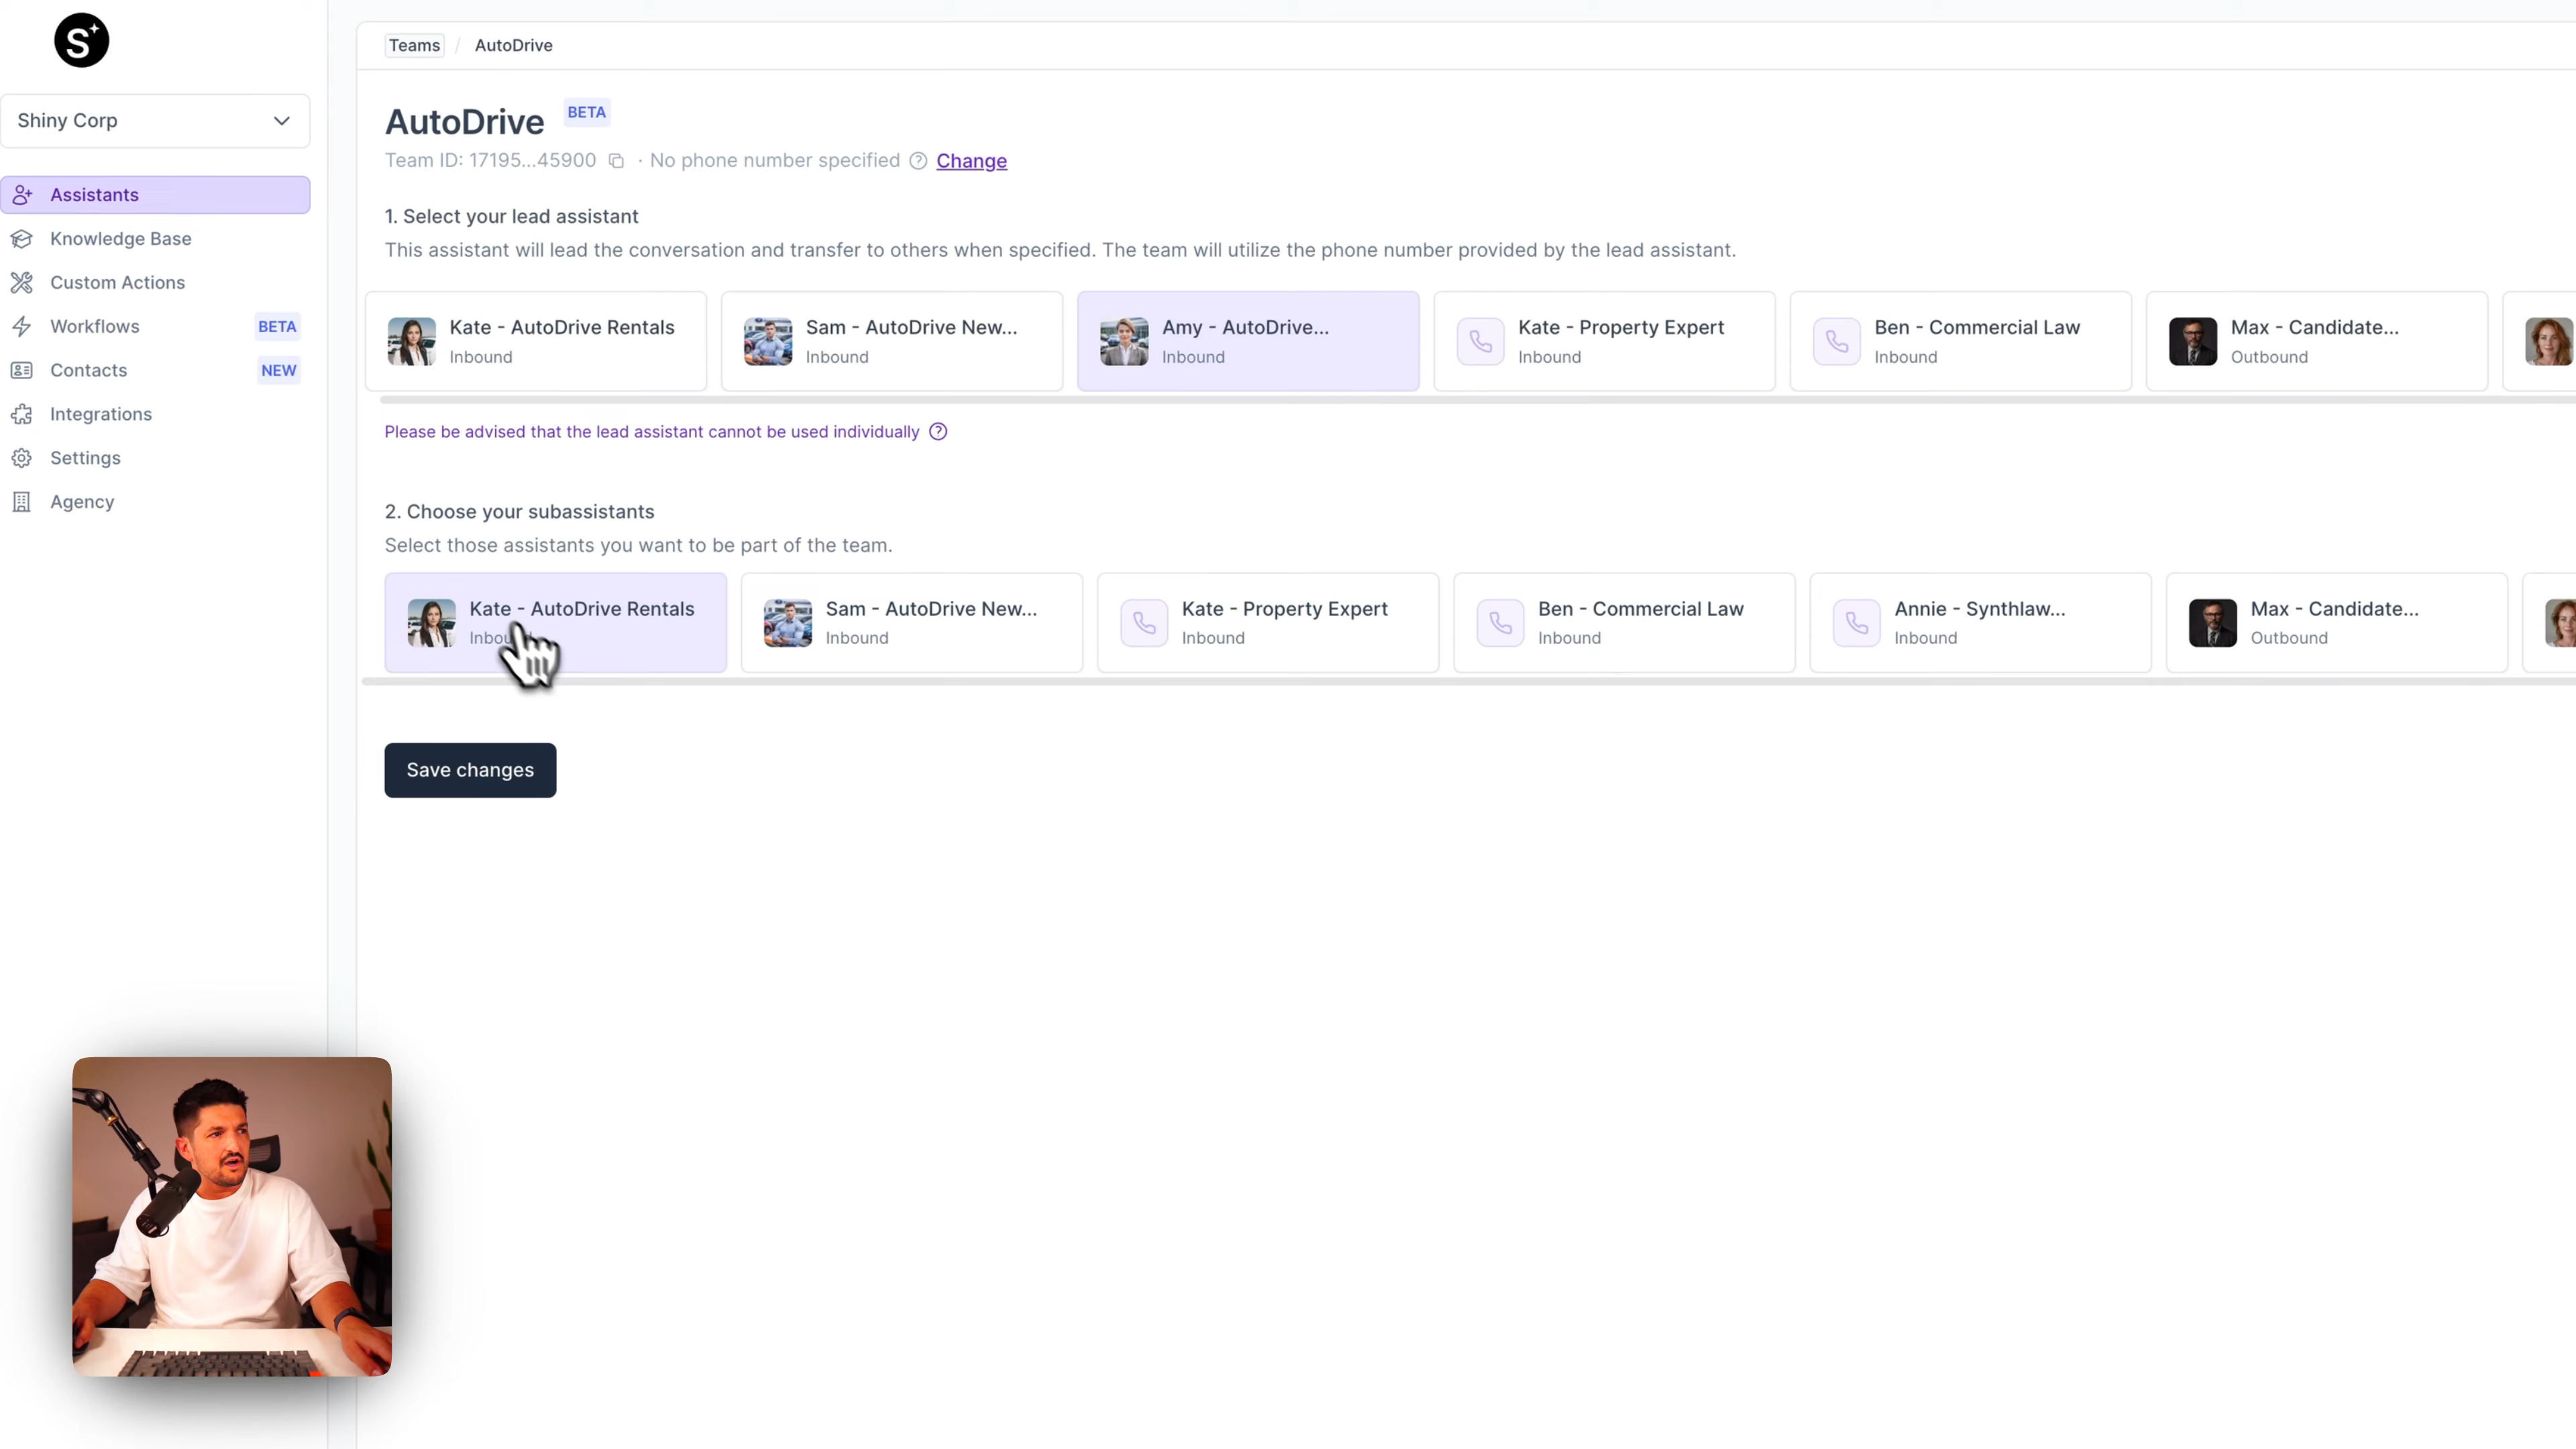 S
Shiny Corp
Assistants
Knowledge Base
Custom Actions
Workflows BETA
Contacts NEW
Integrations
Settings
Agency
Teams / AutoDrive
AutoDrive BETA
Team ID: 17195...45900 · No phone number specified Change
1. Select your lead assistant
This assistant will lead the conversation and transfer to others when specified. The team will utilize the phone number provided by the lead assistant.
Kate - AutoDrive Rentals
Inbound
Sam - AutoDrive New...
Inbound
Amy - AutoDrive...
Inbound
Kate - Property Expert
Inbound
Ben - Commercial Law
Inbound
Max - Candidate...
Outbound
Please be advised that the lead assistant cannot be used individually
2. Choose your subassistants
Select those assistants you want to be part of the team.
Kate - AutoDrive Rentals
Inbound
Sam - AutoDrive New...
Inbound
Kate - Property Expert
Inbound
Ben - Commercial Law
Inbound
Annie - Synthlaw...
Inbound
Max - Candidate...
Outbound
Save changes